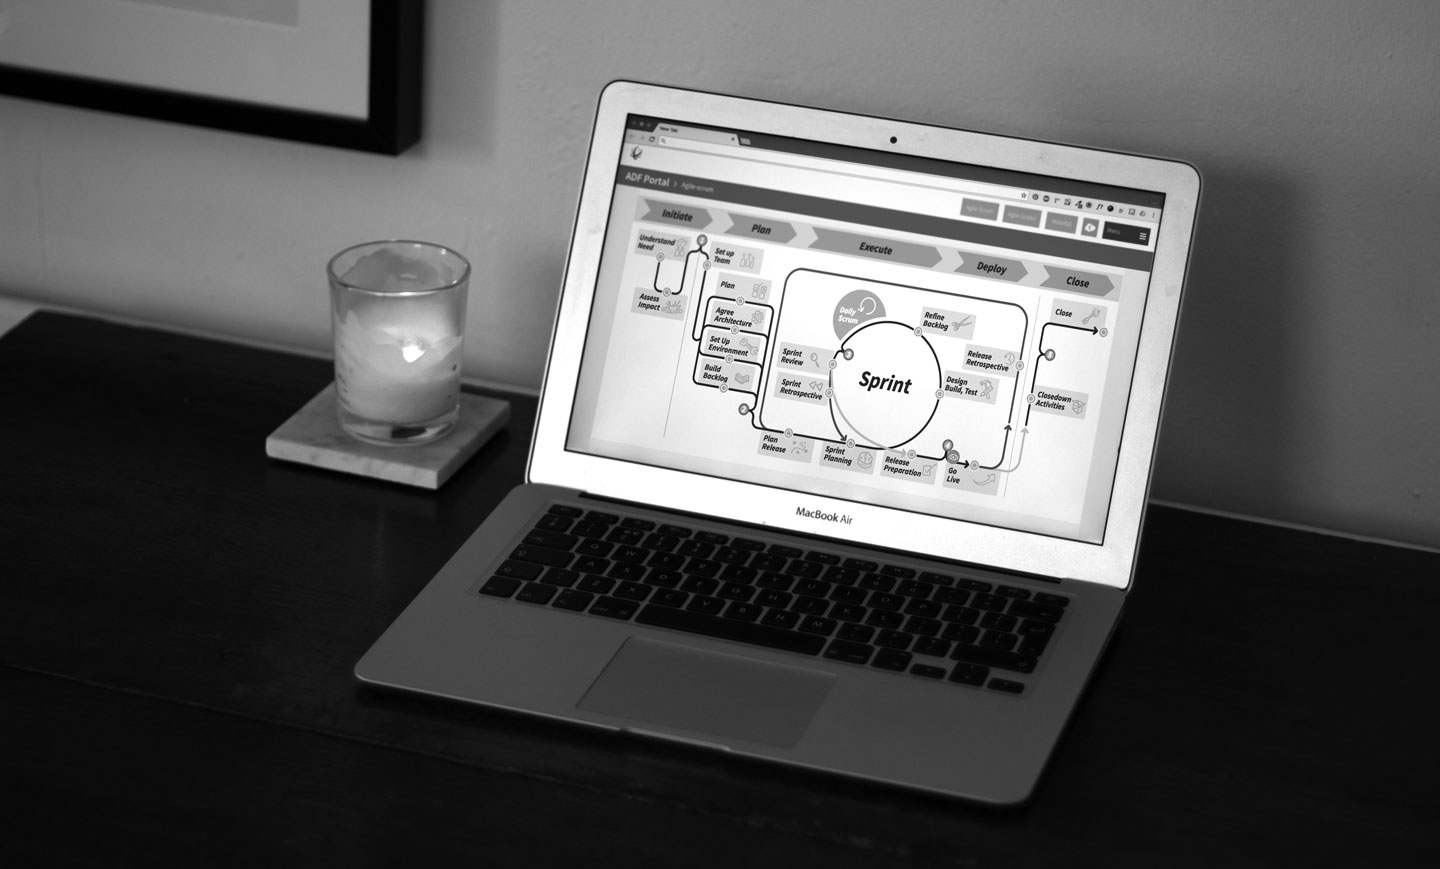 New Tab
ADF Portal > Agile-scrum
Agile Scrum
Agile Scaled
Waterfall
Menu
Initiate
Plan
Execute
Deploy
Close
Understand
Need
Assess
Impact
Set up
Team
Plan
Agree
Architecture
Set Up
Environment
Build
Backlog
Daily
Scrum
Refine
Backlog
Sprint
Review
Sprint
Retrospective
Sprint
Release
Retrospective
Design
Build, Test
Plan
Release
Sprint
Planning
Release
Preparation
Go
Live
Close
Closedown
Activities
MacBook Air